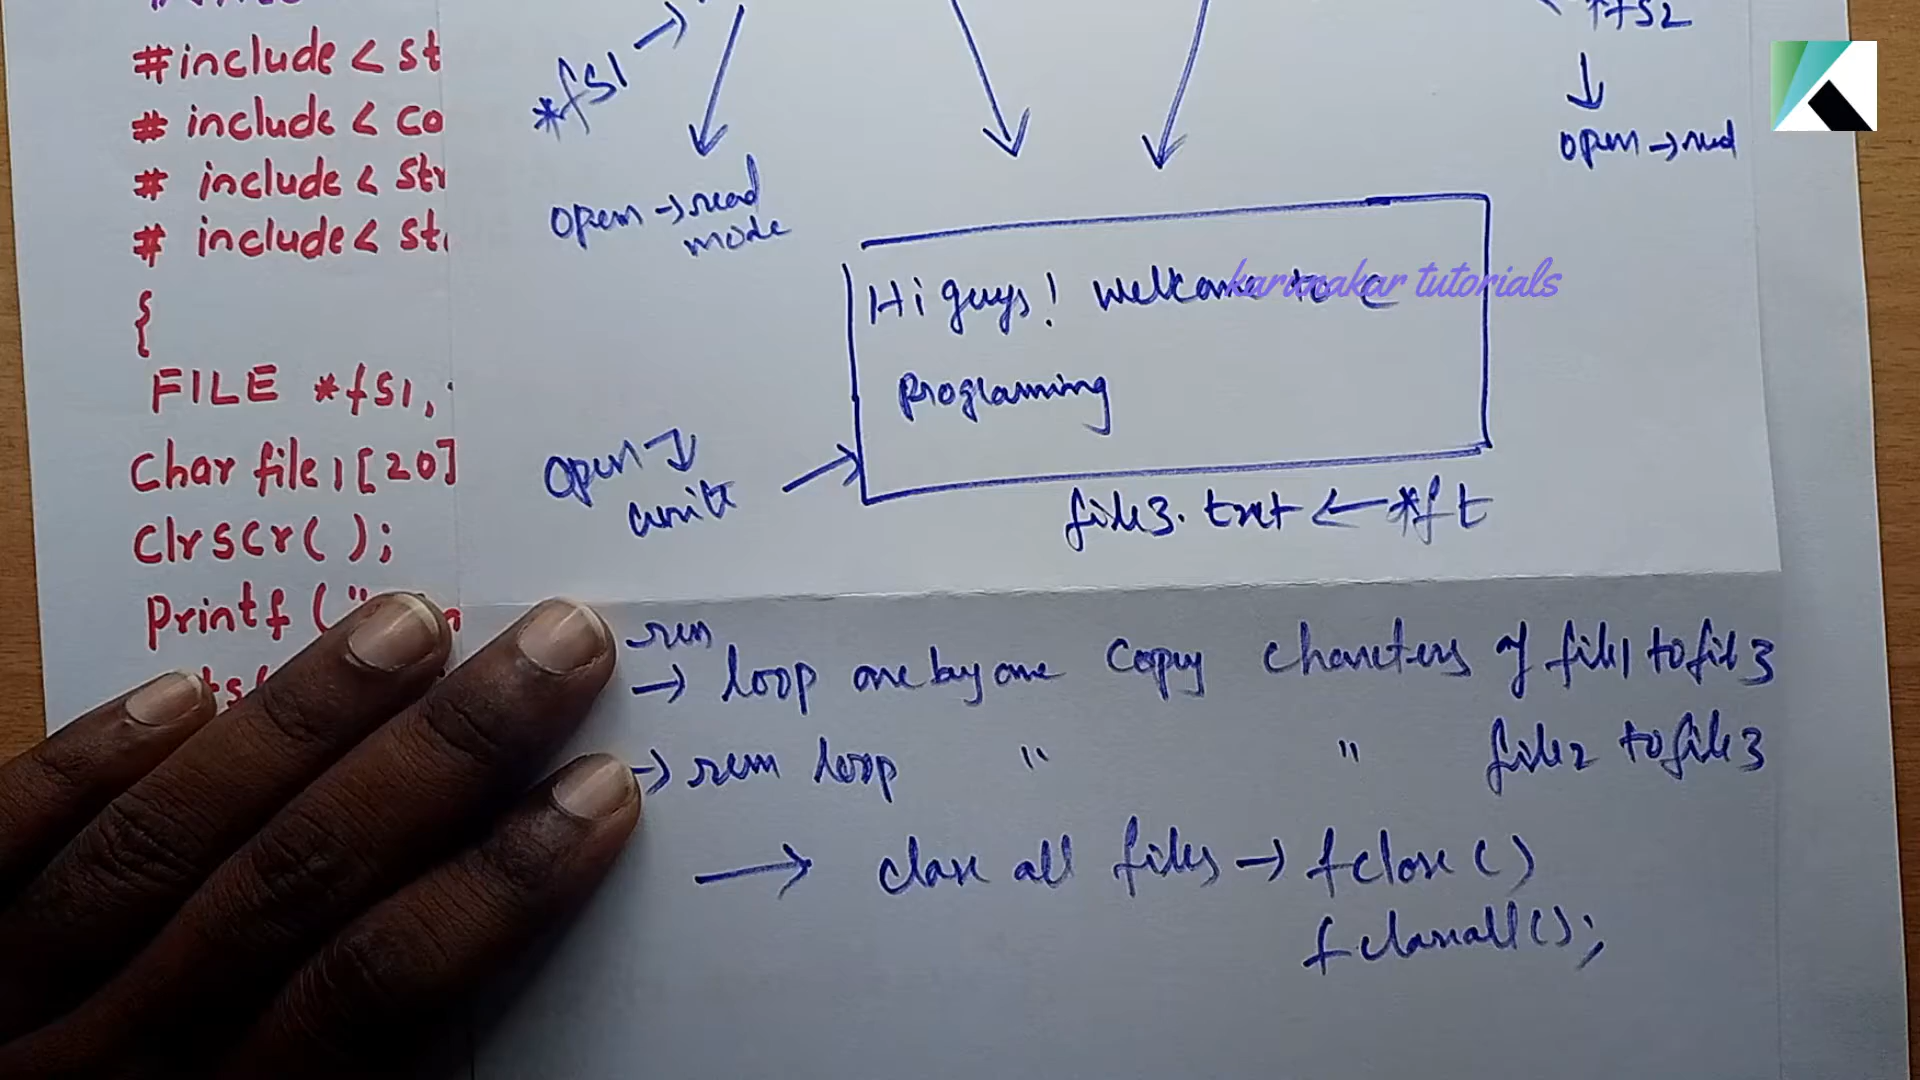 #include < st
# include < co
# include < str
# include < st
{
FILE *fs1,
Char file1[20]
Clrscr( );
Printf ("
ts(
*fs1
*fs2
open → read
mode
open → read
Hi guys! Welcome to C
Programing
open →
write
file3.txt ← *ft
run
→ loop one by one Copy Characters of file1 to file3
→ run loop " " file2 to file3
→ close all files → fclose()
fcloseall();
karunakar tutorials